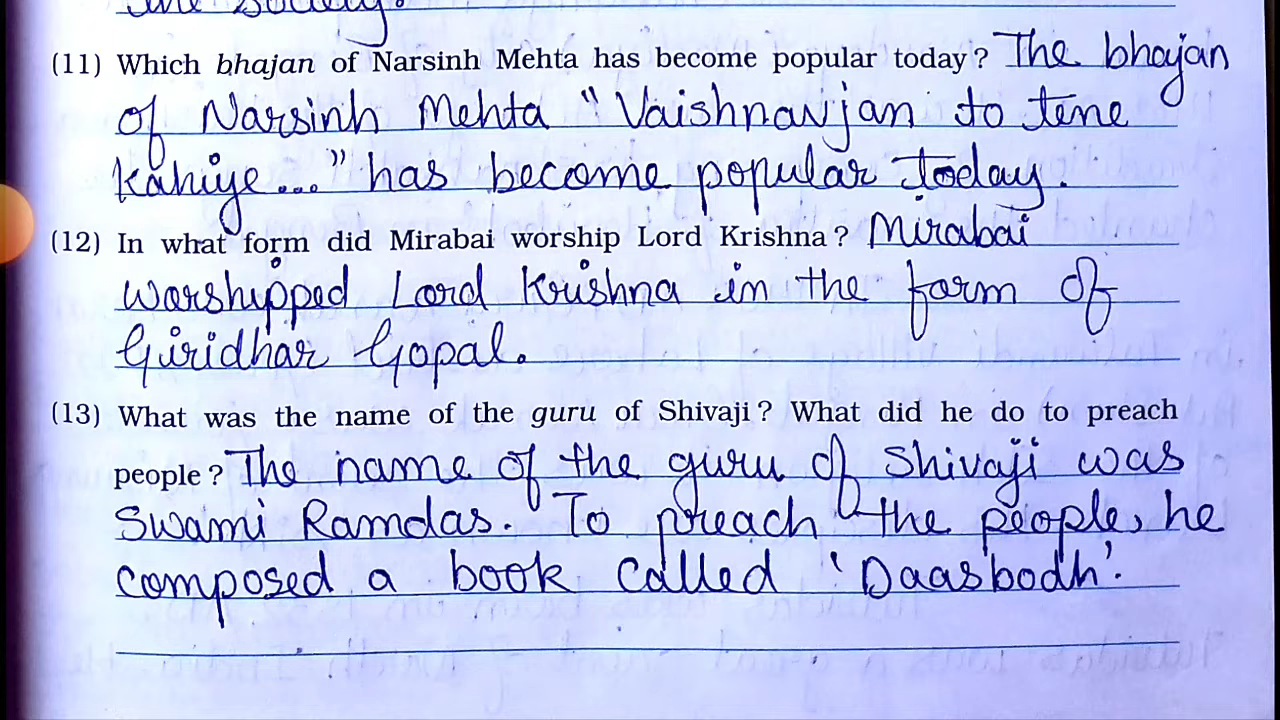 the society.
(11) Which bhajan of Narsinh Mehta has become popular today? The bhajan
of Narsinh Mehta "Vaishnavjan to tene
Kahiye..." has become popular today.
(12) In what form did Mirabai worship Lord Krishna? Mirabai
worshipped Lord Krishna in the form of
Giridhar Gopal.
(13) What was the name of the guru of Shivaji? What did he do to preach
people? The name of the guru of Shivaji was
Swami Ramdas. To preach the people, he
composed a book called 'Daasbodh'.